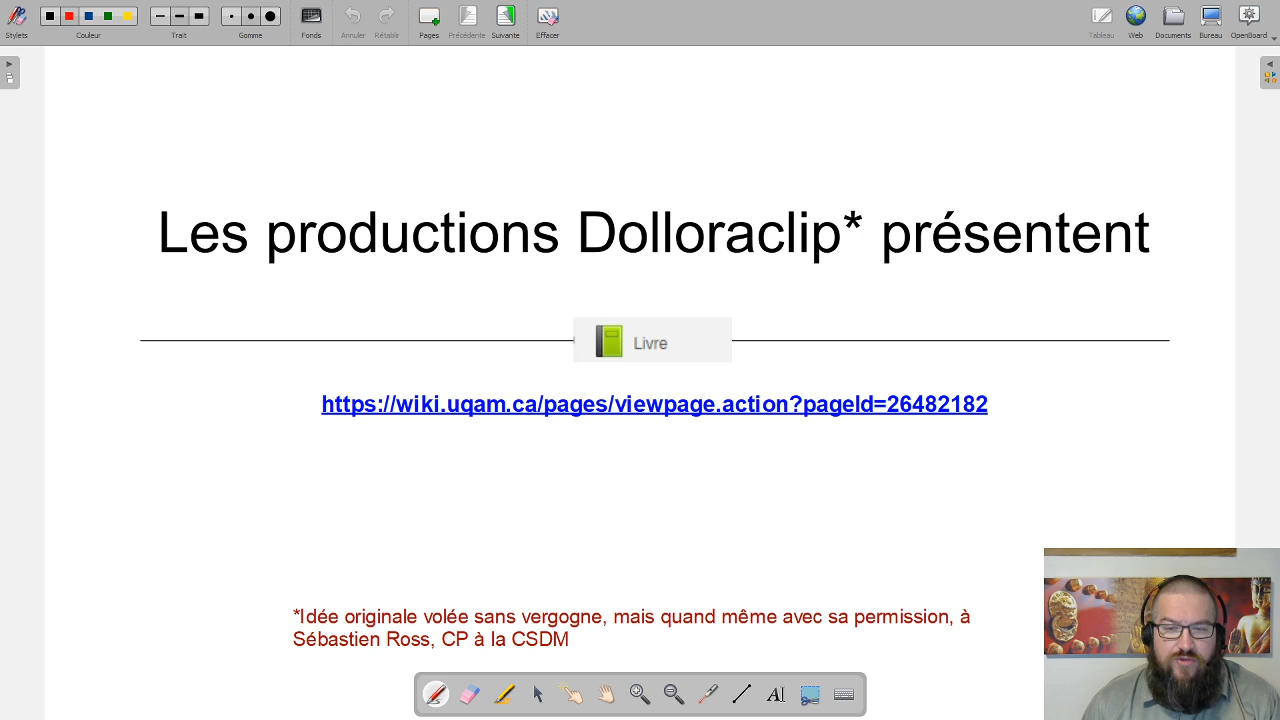 Stylets
Couleur
Trait
Gomme
Fonds
Annuler
Rétablir
Pages
Précédente
Suivante
Effacer
Tableau
Web
Documents
Bureau
OpenBoard
Les productions Dolloraclip* présentent
Livre
https://wiki.uqam.ca/pages/viewpage.action?pageId=26482182
*Idée originale volée sans vergogne, mais quand même avec sa permission, à
Sébastien Ross, CP à la CSDM
AI